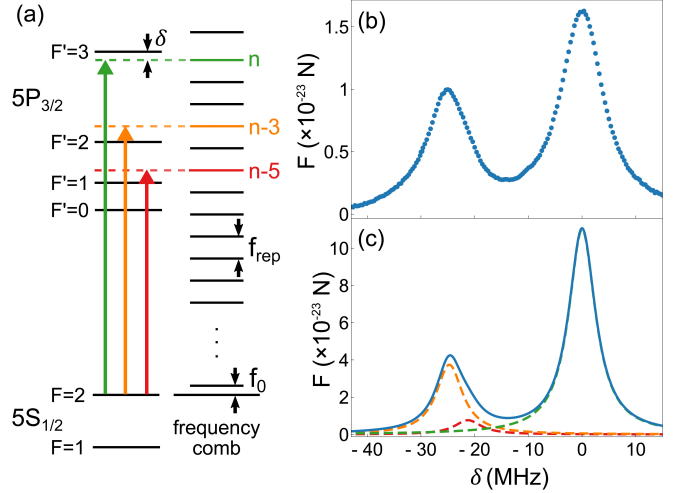 (a)
F'=3
δ
n
5P3/2
n-3
F'=2
n-5
F'=1
F'=0
frep
f0
F=2
5S1/2
F=1
frequency
comb
(b)
F (×10⁻²³ N)
1.5
1
0.5
0
(c)
F (×10⁻²³ N)
10
8
6
4
2
0
-40 -30 -20 -10 0 10
δ (MHz)